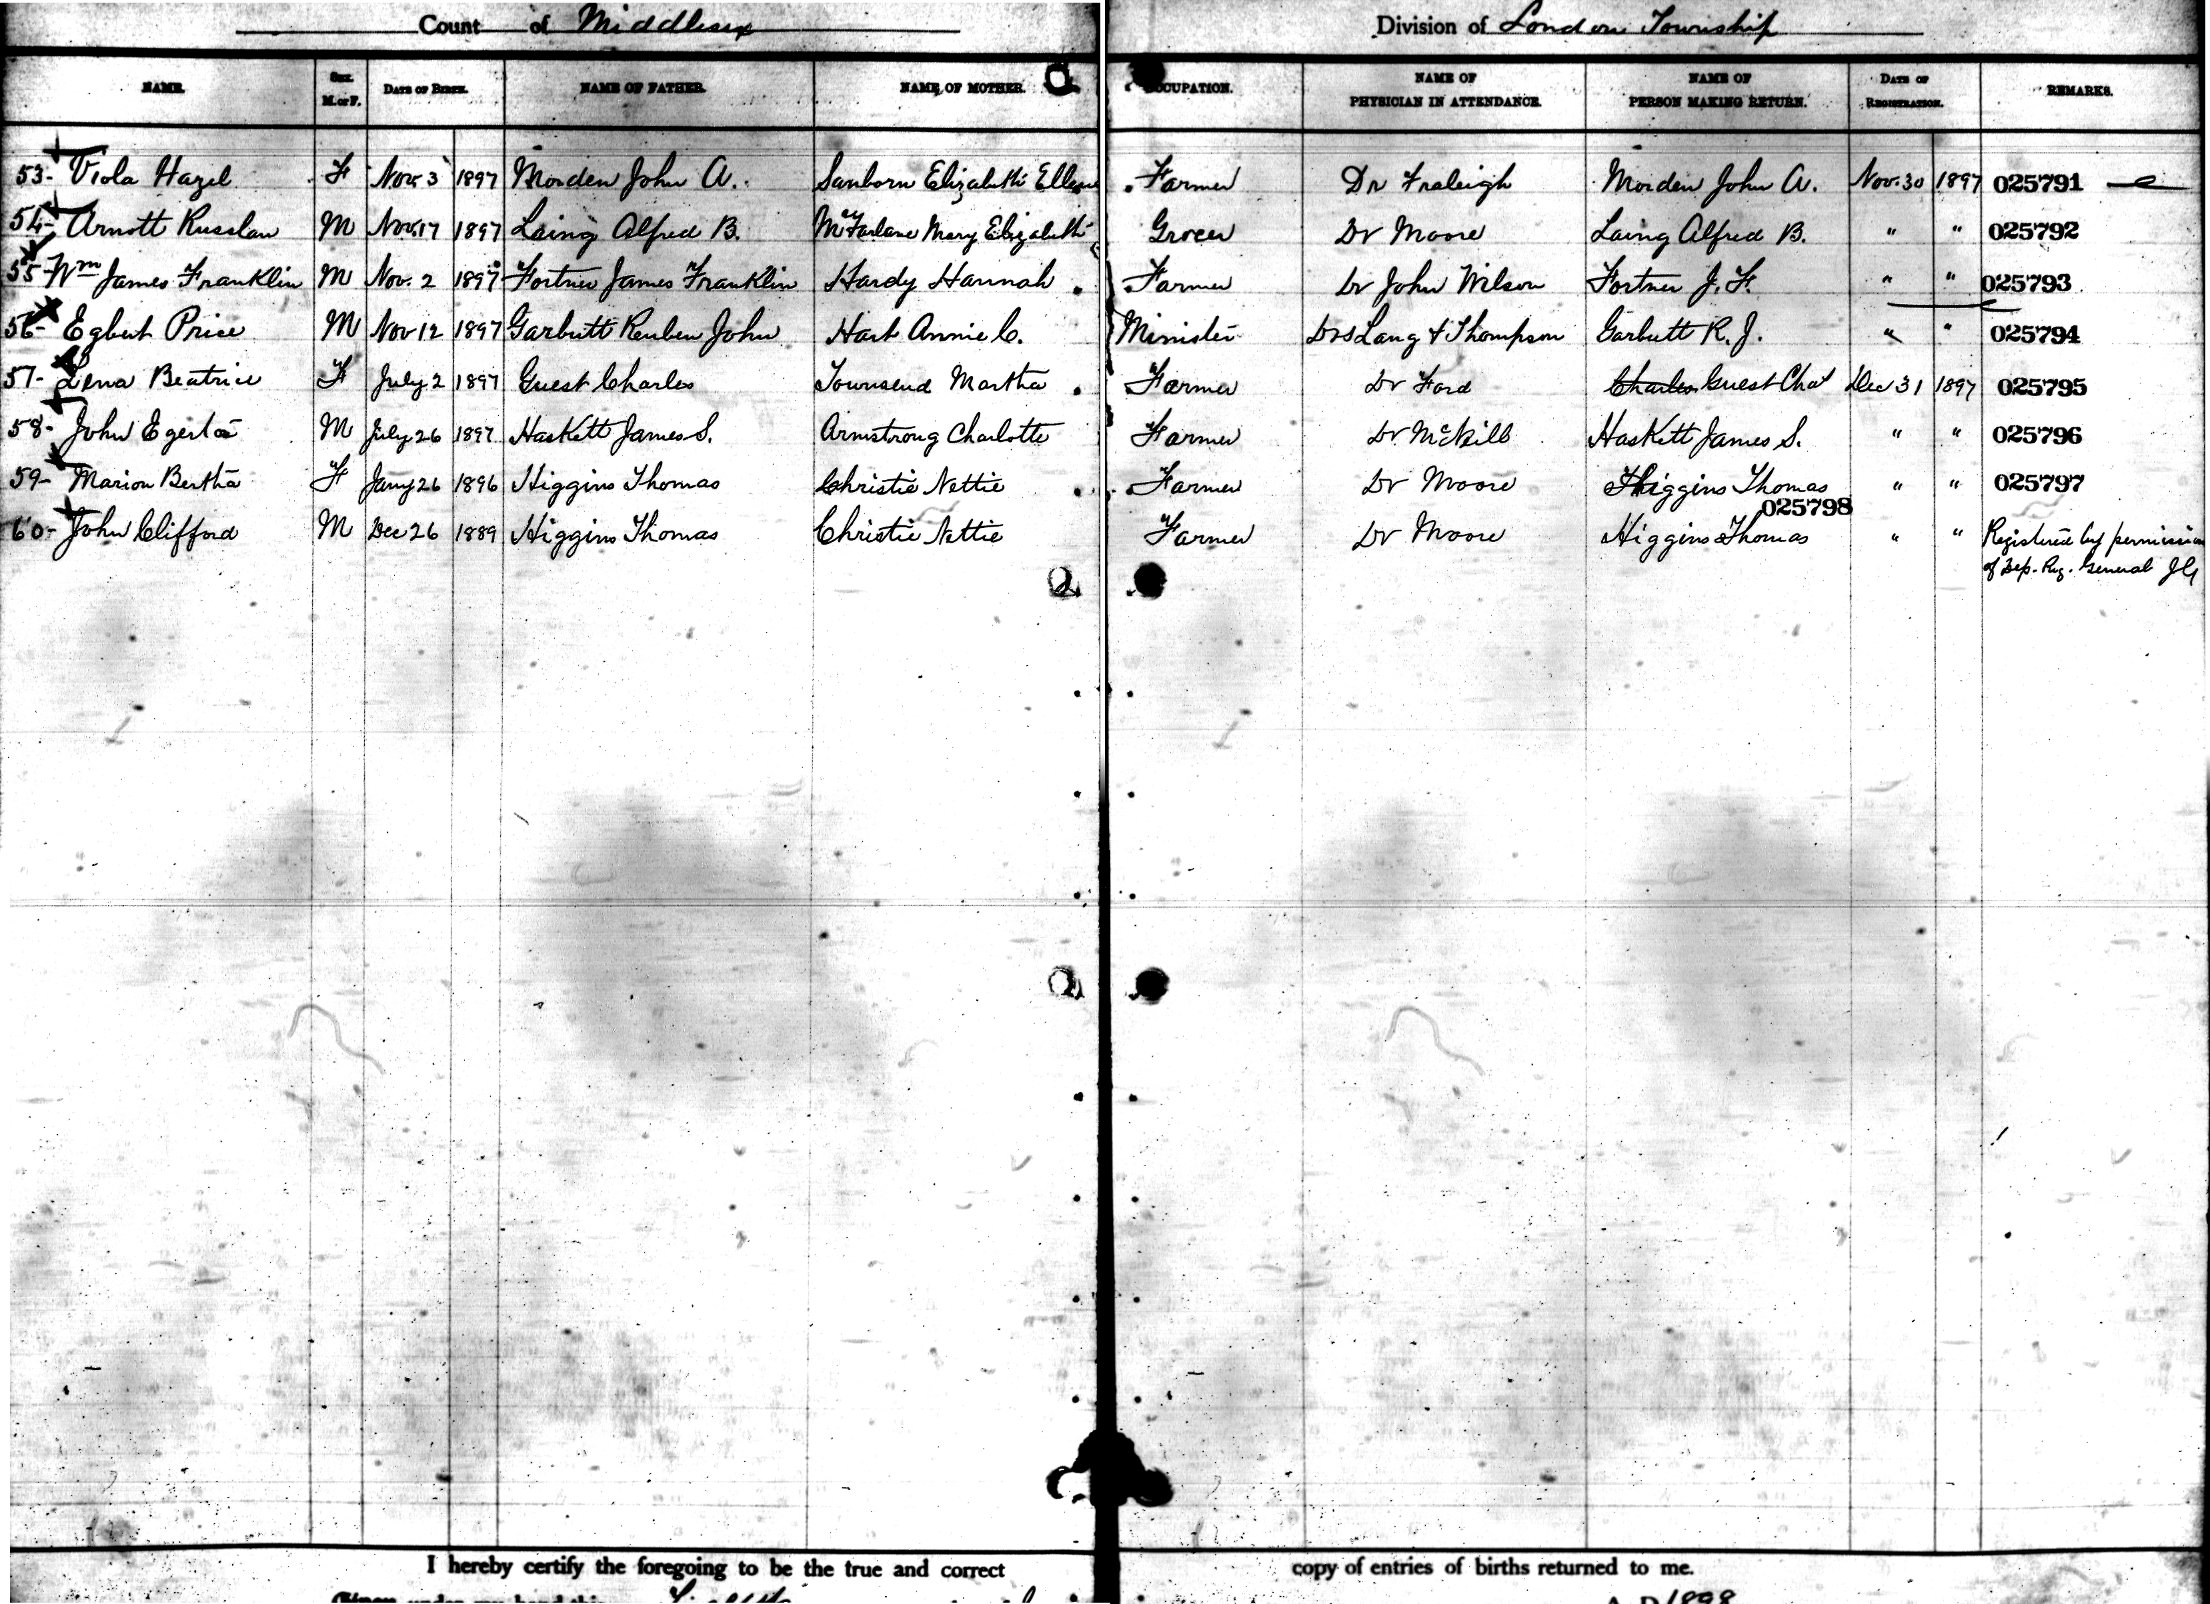 Count of Middlesex Division of London Township
NAME. Sex. M. or F. DATE OF BIRTH. NAME OF FATHER. NAME OF MOTHER. OCCUPATION. NAME OF PHYSICIAN IN ATTENDANCE. NAME OF PERSON MAKING RETURN. DATE OF REGISTRATION. REMARKS.
53- Viola Hazel F Nov. 3 1897 Morden John A. Sanborn Elizabeth Ellen Farmer Dr Fraleigh Morden John A. Nov. 30 1897 025791
54- Arnott Russlaw M Nov. 17 1897 Laing Alfred B. McFarlane Mary Elizabeth Grocer Dr Moore Laing Alfred B. " " 025792
55- Wm James Franklin M Nov. 2 1897 Fortner James Franklin Hardy Hannah Farmer Dr John Wilson Fortner J. F. " " 025793
56- Egbert Price M Nov 12 1897 Garbutt Reuben John Hart Annie C. Minister Drs Lang & Thompson Garbutt R. J. " " 025794
57- Lena Beatrice F July 2 1897 Guest Charles Townsend Martha Farmer Dr Ford Charles Guest Chas Dec 31 1897 025795
58- John Egerton M July 26 1897 Haskett James S. Armstrong Charlotte Farmer Dr McNeill Haskett James S. " " 025796
59- Marion Bertha F Jany 26 1896 Higgins Thomas Christie Nettie Farmer Dr Moore Higgins Thomas " " 025797
025798
60- John Clifford M Dec 26 1889 Higgins Thomas Christie Nettie Farmer Dr Moore Higgins Thomas " " Registered by permission
of Dep. Reg. General JG
I hereby certify the foregoing to be the true and correct copy of entries of births returned to me.
Given under my hand this A. D. 1898